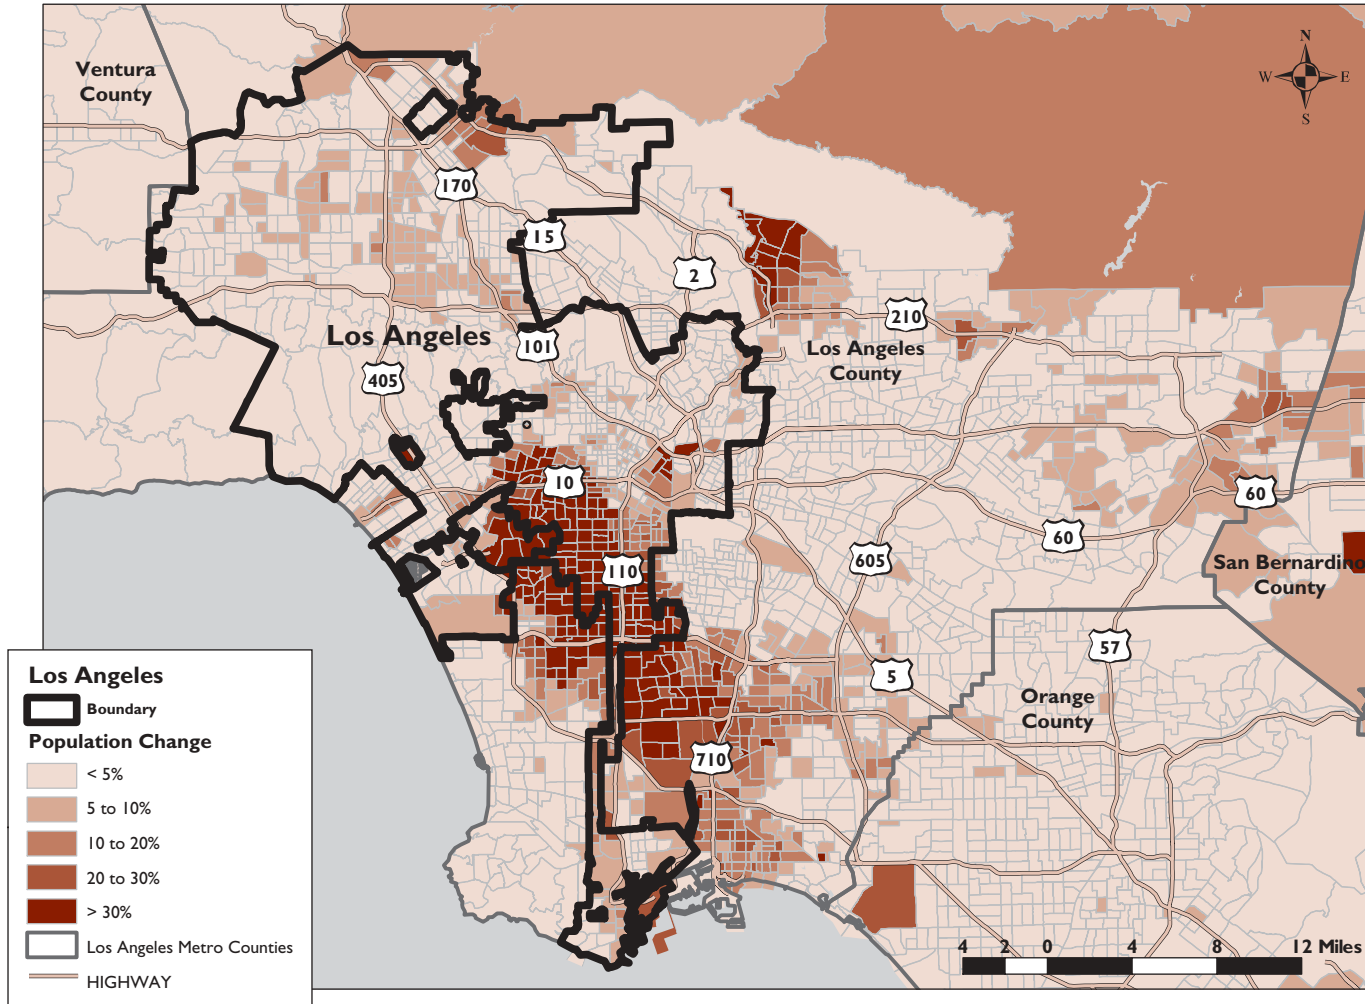 N
W E
S
Ventura
County
170
15
2
210
Los Angeles
101
Los Angeles
County
405
10
60
60
605
San Bernardino
County
110
57
5
Orange
County
710
Los Angeles
Boundary
Population Change
< 5%
5 to 10%
10 to 20%
20 to 30%
> 30%
Los Angeles Metro Counties
HIGHWAY
4 2 0 4 8 12 Miles